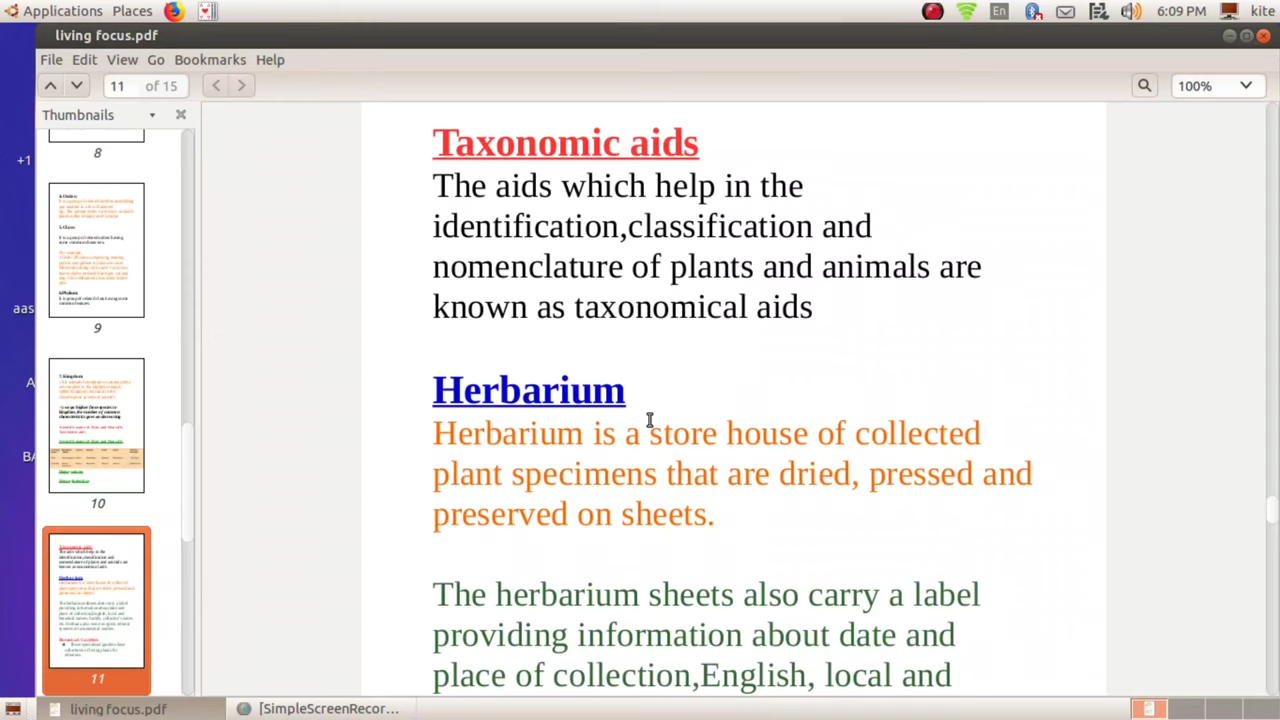 Applications Places En 6:09 PM kite
living focus.pdf
File Edit View Go Bookmarks Help
11 of 15 100%
Thumbnails
8
9
10
11
+1
aas
A
BA
Taxonomic aids
The aids which help in the
identification,classification and
nomenclature of plants and animals are
known as taxonomical aids
Herbarium
Herbarium is a store house of collected
plant specimens that are dried, pressed and
preserved on sheets.
The herbarium sheets also carry a label
providing information about date and
place of collection,English, local and
living focus.pdf [SimpleScreenRecor...